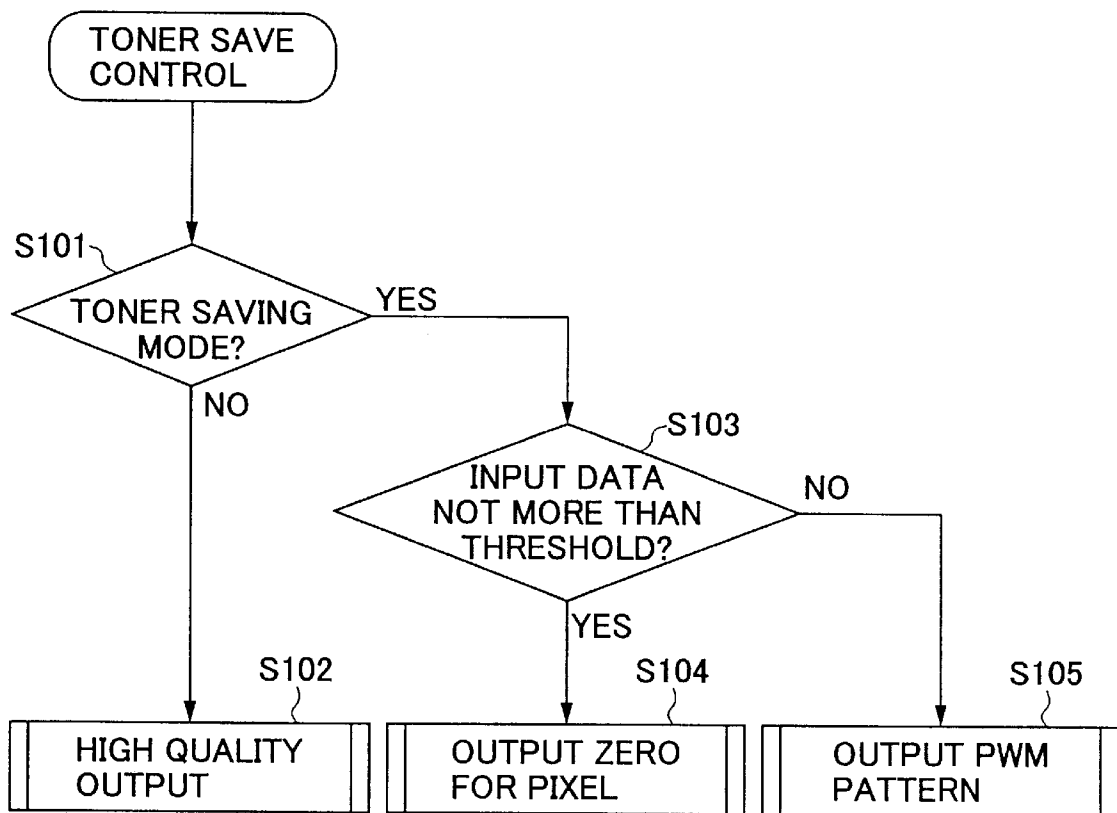 TONER SAVE
CONTROL
S101
TONER SAVING
MODE?
YES
NO
S103
INPUT DATA
NOT MORE THAN
THRESHOLD?
NO
YES
S102
HIGH QUALITY
OUTPUT
S104
OUTPUT ZERO
FOR PIXEL
S105
OUTPUT PWM
PATTERN